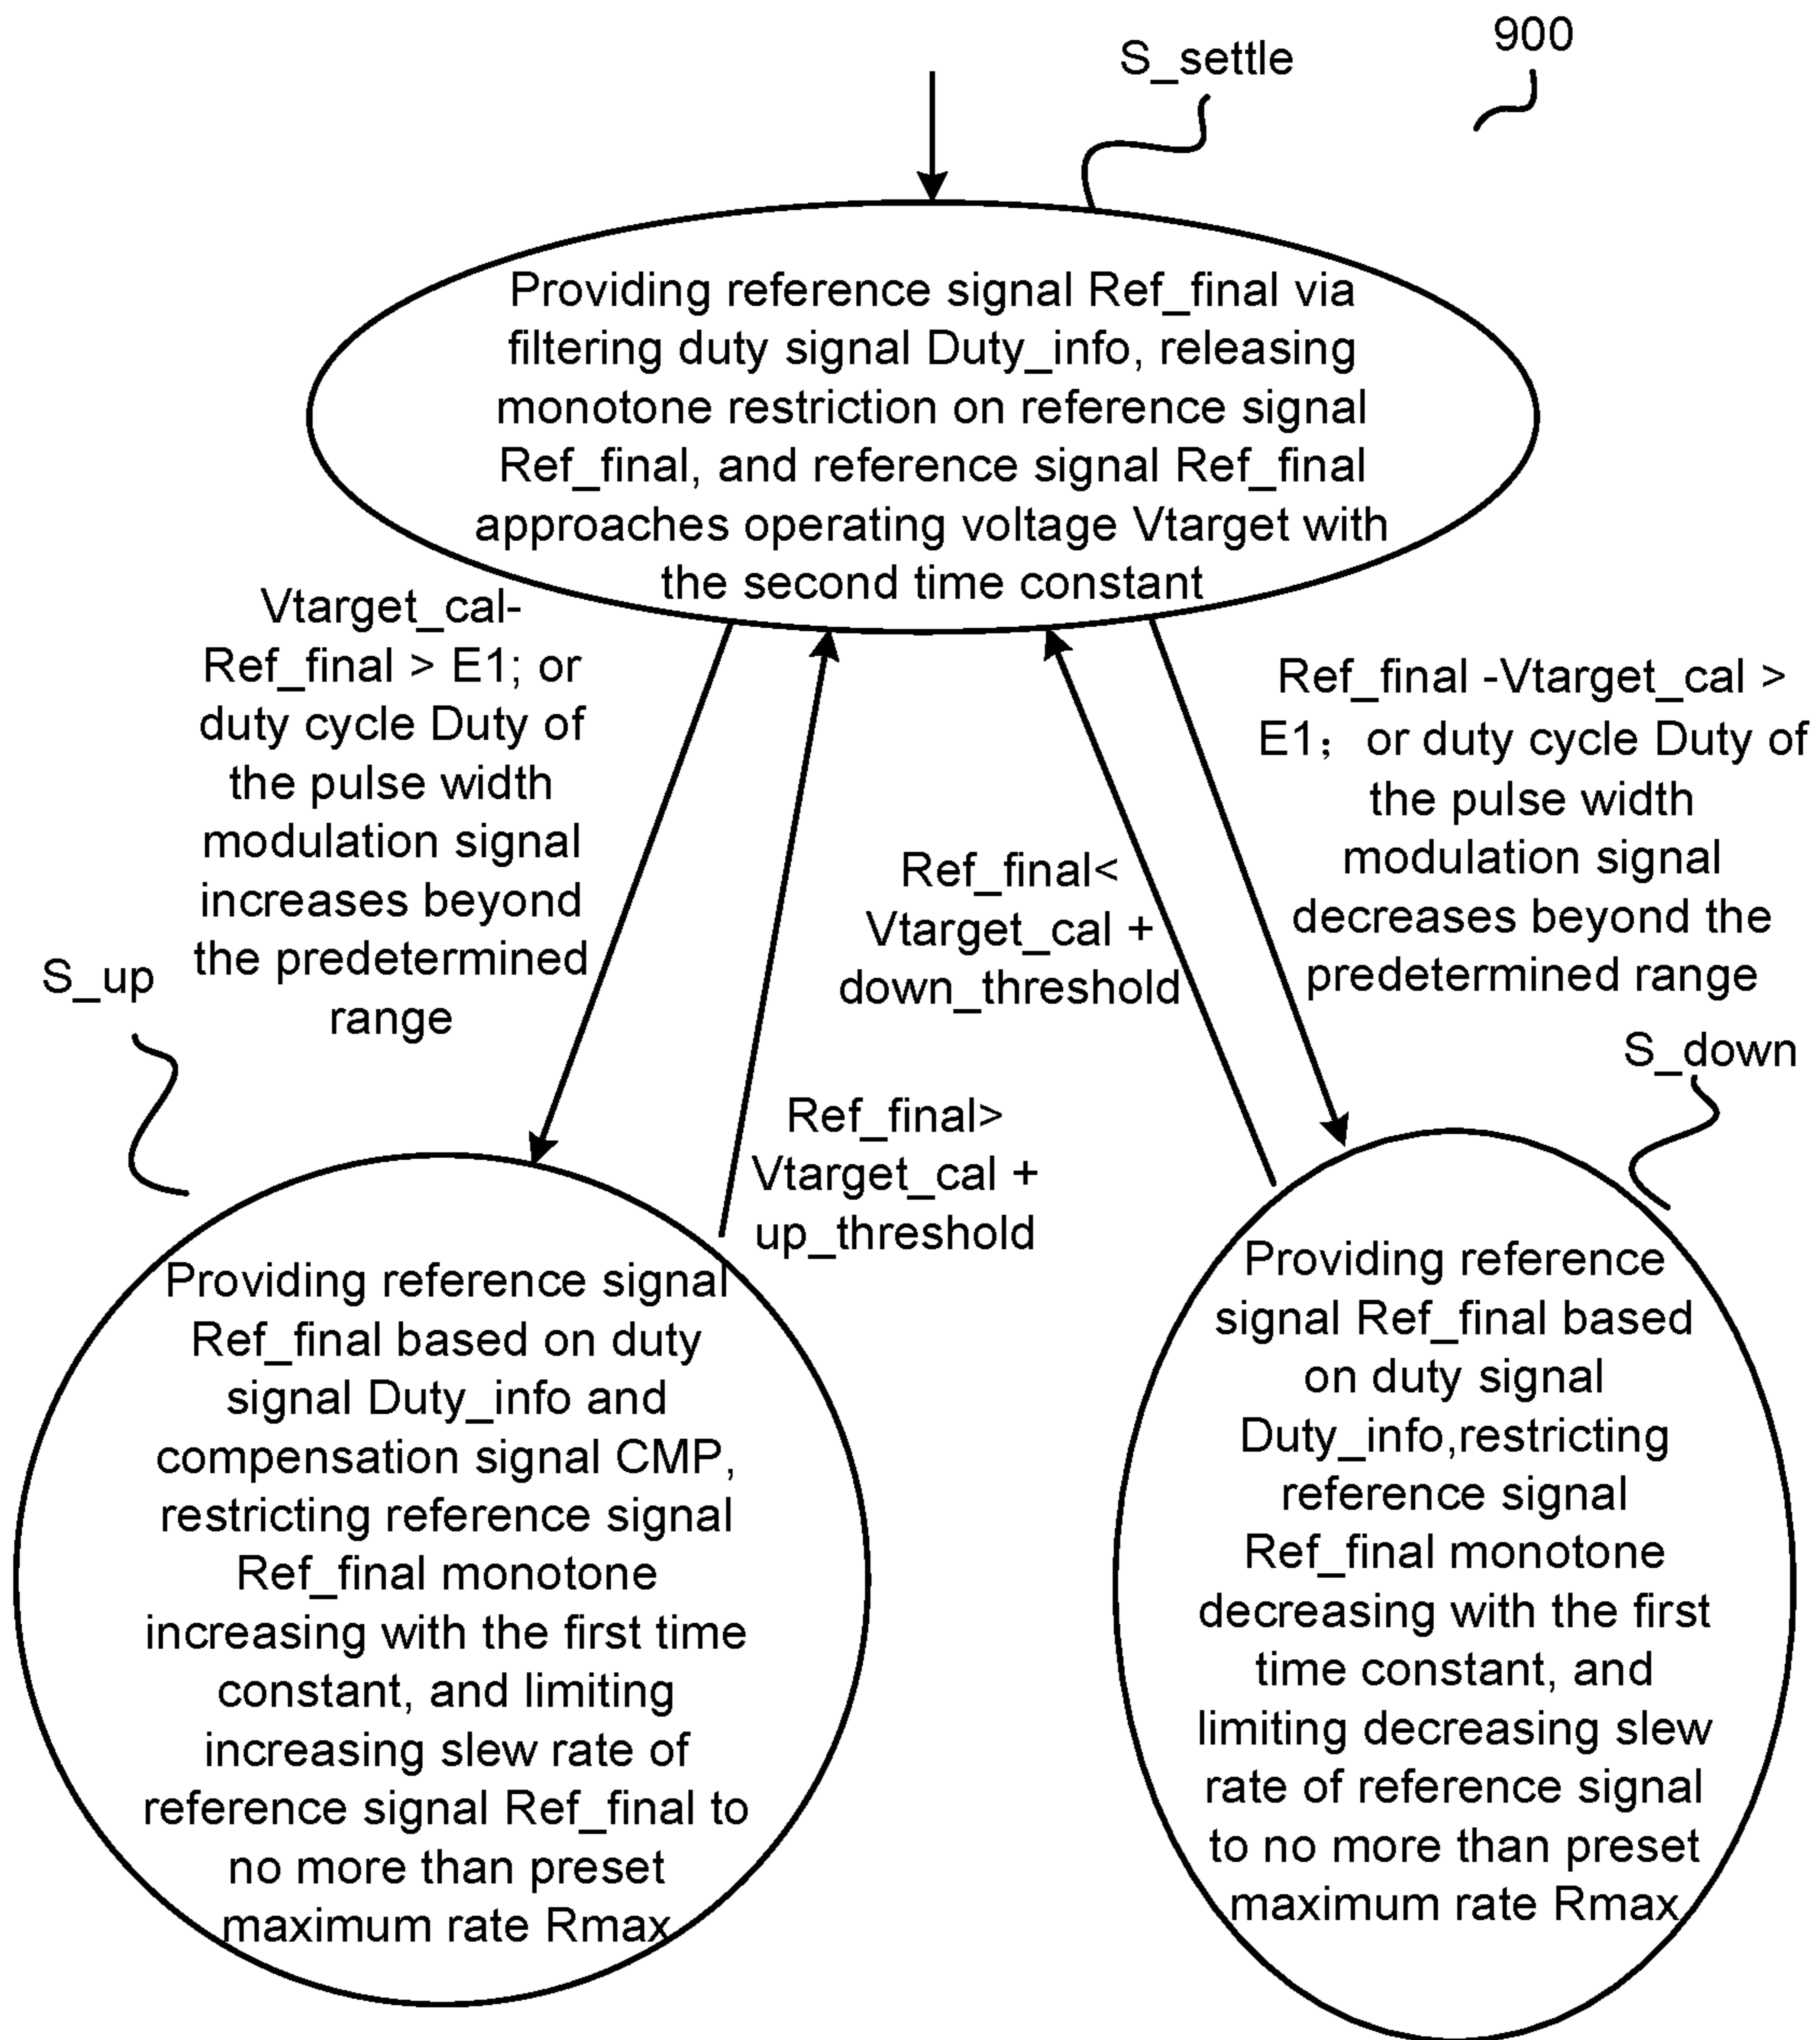 900
S_settle
Providing reference signal Ref_final via
filtering duty signal Duty_info, releasing
monotone restriction on reference signal
Ref_final, and reference signal Ref_final
approaches operating voltage Vtarget with
the second time constant
Vtarget_cal-
Ref_final > E1; or
duty cycle Duty of
the pulse width
modulation signal
increases beyond
the predetermined
range
Ref_final -Vtarget_cal >
E1；or duty cycle Duty of
the pulse width
modulation signal
decreases beyond the
predetermined range
Ref_final<
Vtarget_cal +
down_threshold
Ref_final>
Vtarget_cal +
up_threshold
S_up
S_down
Providing reference signal
Ref_final based on duty
signal Duty_info and
compensation signal CMP,
restricting reference signal
Ref_final monotone
increasing with the first time
constant, and limiting
increasing slew rate of
reference signal Ref_final to
no more than preset
maximum rate Rmax
Providing reference
signal Ref_final based
on duty signal
Duty_info,restricting
reference signal
Ref_final monotone
decreasing with the first
time constant, and
limiting decreasing slew
rate of reference signal
to no more than preset
maximum rate Rmax